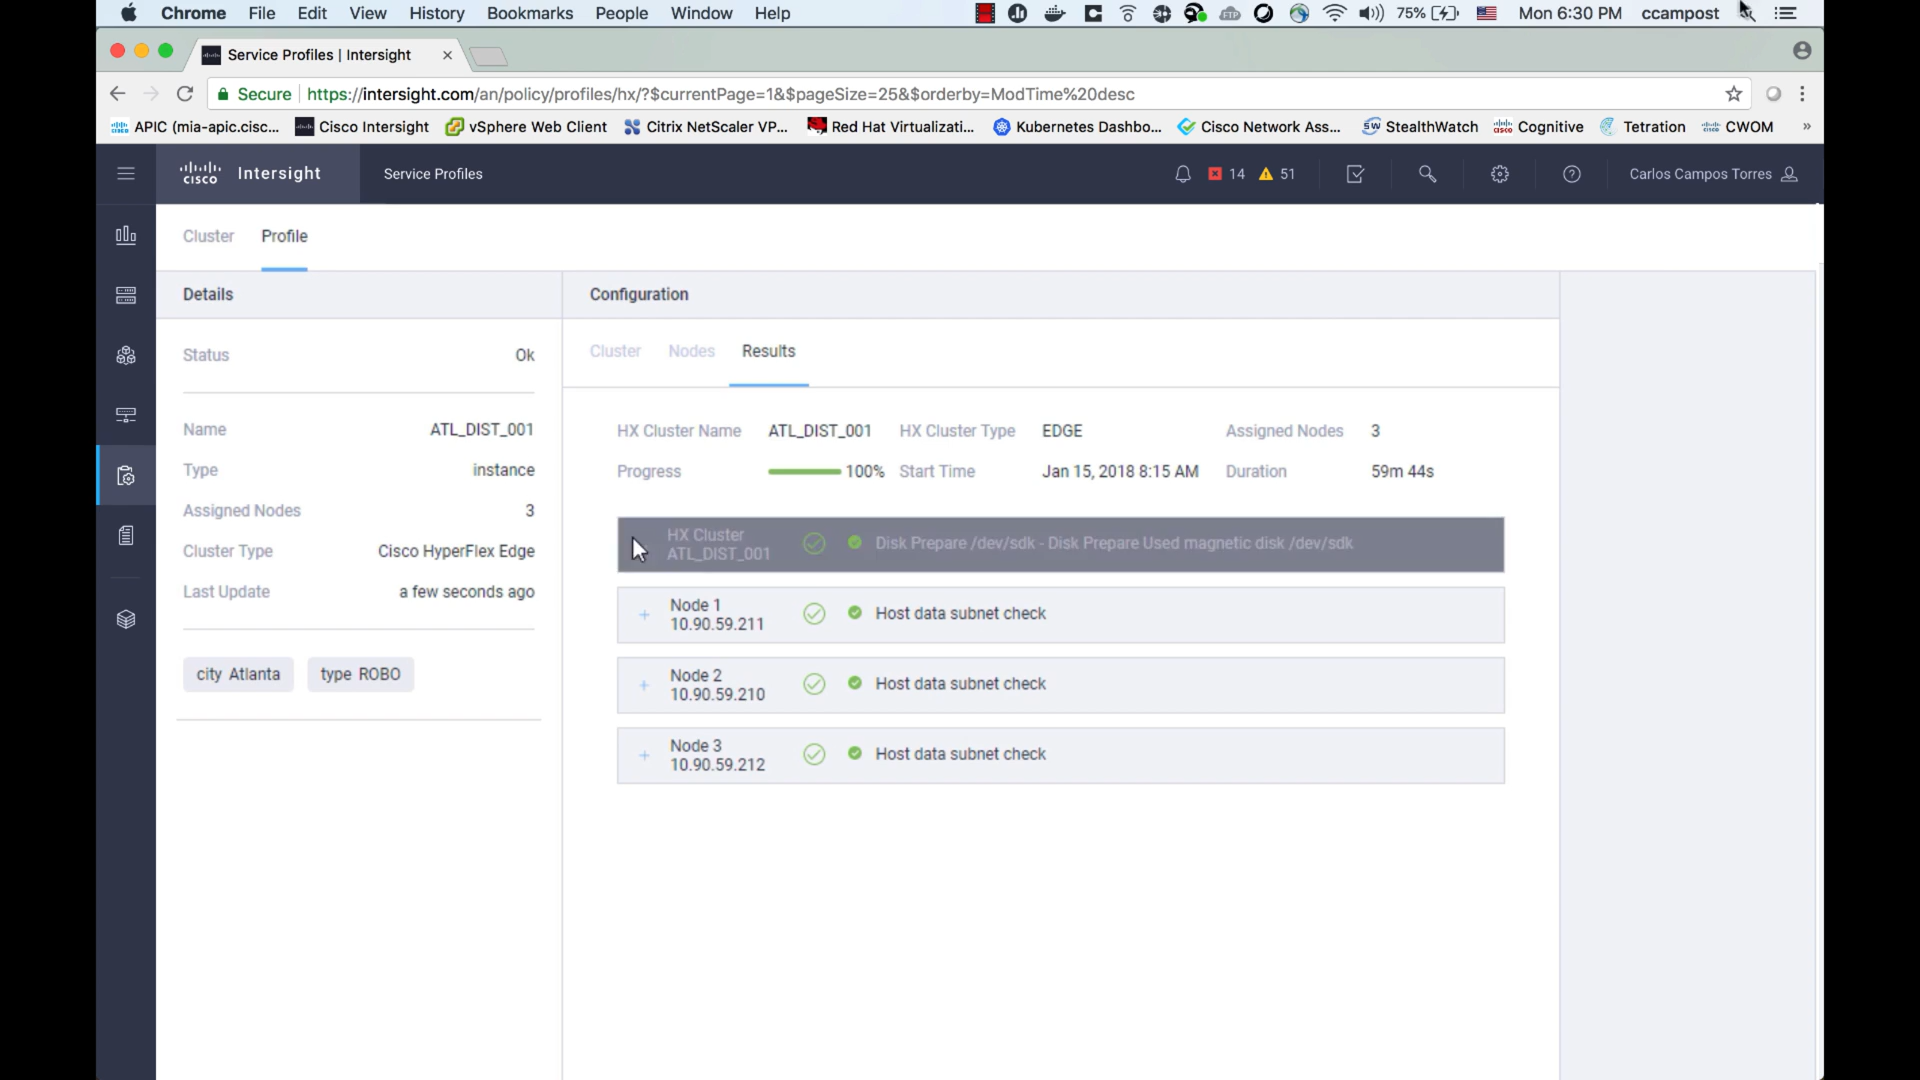 Chrome File Edit View History Bookmarks People Window Help 75% Mon 6:30 PM ccampost
Service Profiles | Intersight
Secure https://intersight.com/an/policy/profiles/hx/?$currentPage=1&$pageSize=25&$orderby=ModTime%20desc
APIC (mia-apic.cisc... Cisco Intersight vSphere Web Client Citrix NetScaler VP... Red Hat Virtualizati... Kubernetes Dashbo... Cisco Network Ass... SW StealthWatch Cognitive Tetration CWOM »
cisco Intersight Service Profiles 14 51 Carlos Campos Torres
Cluster Profile
Details Configuration
Status Ok
Cluster Nodes Results
Name ATL_DIST_001
Type instance
Assigned Nodes 3
Cluster Type Cisco HyperFlex Edge
Last Update a few seconds ago
city Atlanta type ROBO
HX Cluster Name ATL_DIST_001 HX Cluster Type EDGE Assigned Nodes 3
Progress 100% Start Time Jan 15, 2018 8:15 AM Duration 59m 44s
HX Cluster
ATL_DIST_001
Disk Prepare /dev/sdk - Disk Prepare Used magnetic disk /dev/sdk
+ Node 1
10.90.59.211
Host data subnet check
+ Node 2
10.90.59.210
Host data subnet check
+ Node 3
10.90.59.212
Host data subnet check